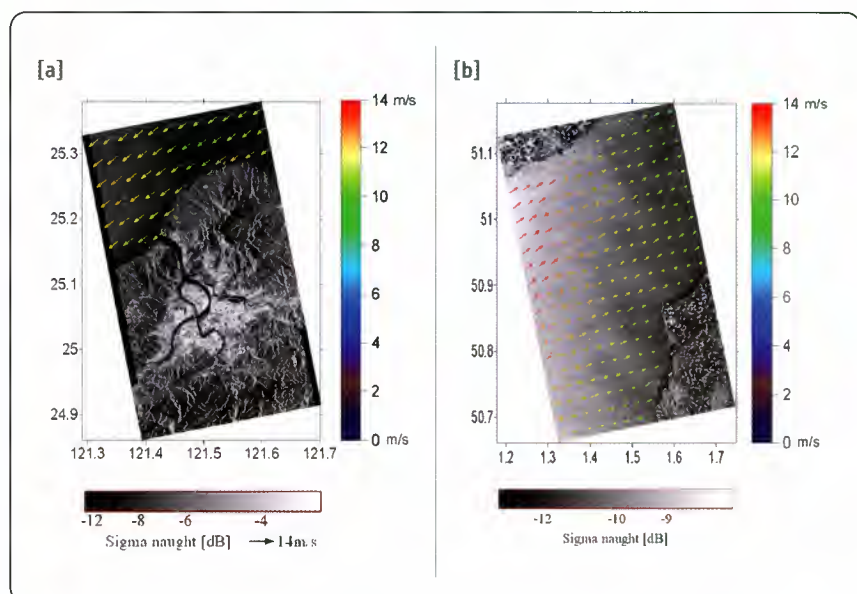 [a]
14 m/s
12
10
8
6
4
2
0 m/s
25.3
25.2
25.1
25
24.9
121.3 121.4 121.5 121.6 121.7
-12 -8 -6 -4
Sigma naught [dB] 14m s
[b]
14 m/s
12
10
8
6
4
2
0 m/s
51.1
51
50.9
50.8
50.7
1.2 1.3 1.4 1.5 1.6 1.7
-12 -10 -9
Sigma naught [dB]